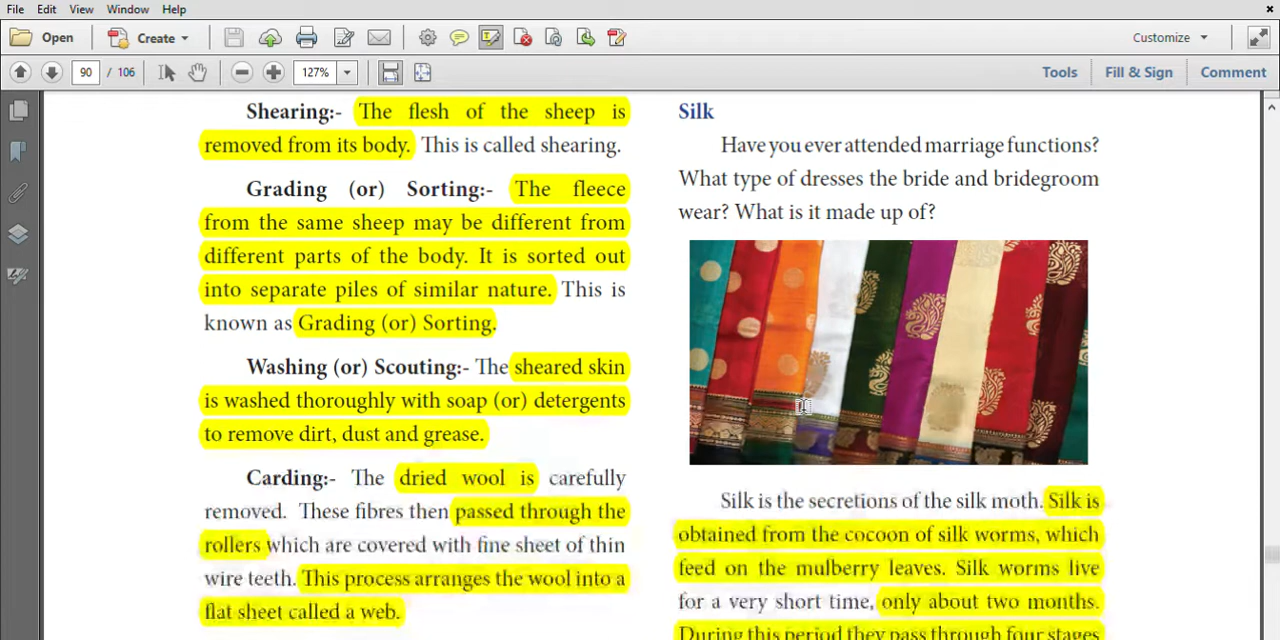 File Edit View Window Help
Open Create Customize
90 / 106 127% Tools Fill & Sign Comment
Shearing:- The flesh of the sheep is
removed from its body. This is called shearing.
Grading (or) Sorting:- The fleece
from the same sheep may be different from
different parts of the body. It is sorted out
into separate piles of similar nature. This is
known as Grading (or) Sorting.
Washing (or) Scouting:- The sheared skin
is washed thoroughly with soap (or) detergents
to remove dirt, dust and grease.
Carding:- The dried wool is carefully
removed. These fibres then passed through the
rollers which are covered with fine sheet of thin
wire teeth. This process arranges the wool into a
flat sheet called a web.
Silk
Have you ever attended marriage functions?
What type of dresses the bride and bridegroom
wear? What is it made up of?
Silk is the secretions of the silk moth. Silk is
obtained from the cocoon of silk worms, which
feed on the mulberry leaves. Silk worms live
for a very short time, only about two months.
During this period they pass through four stages